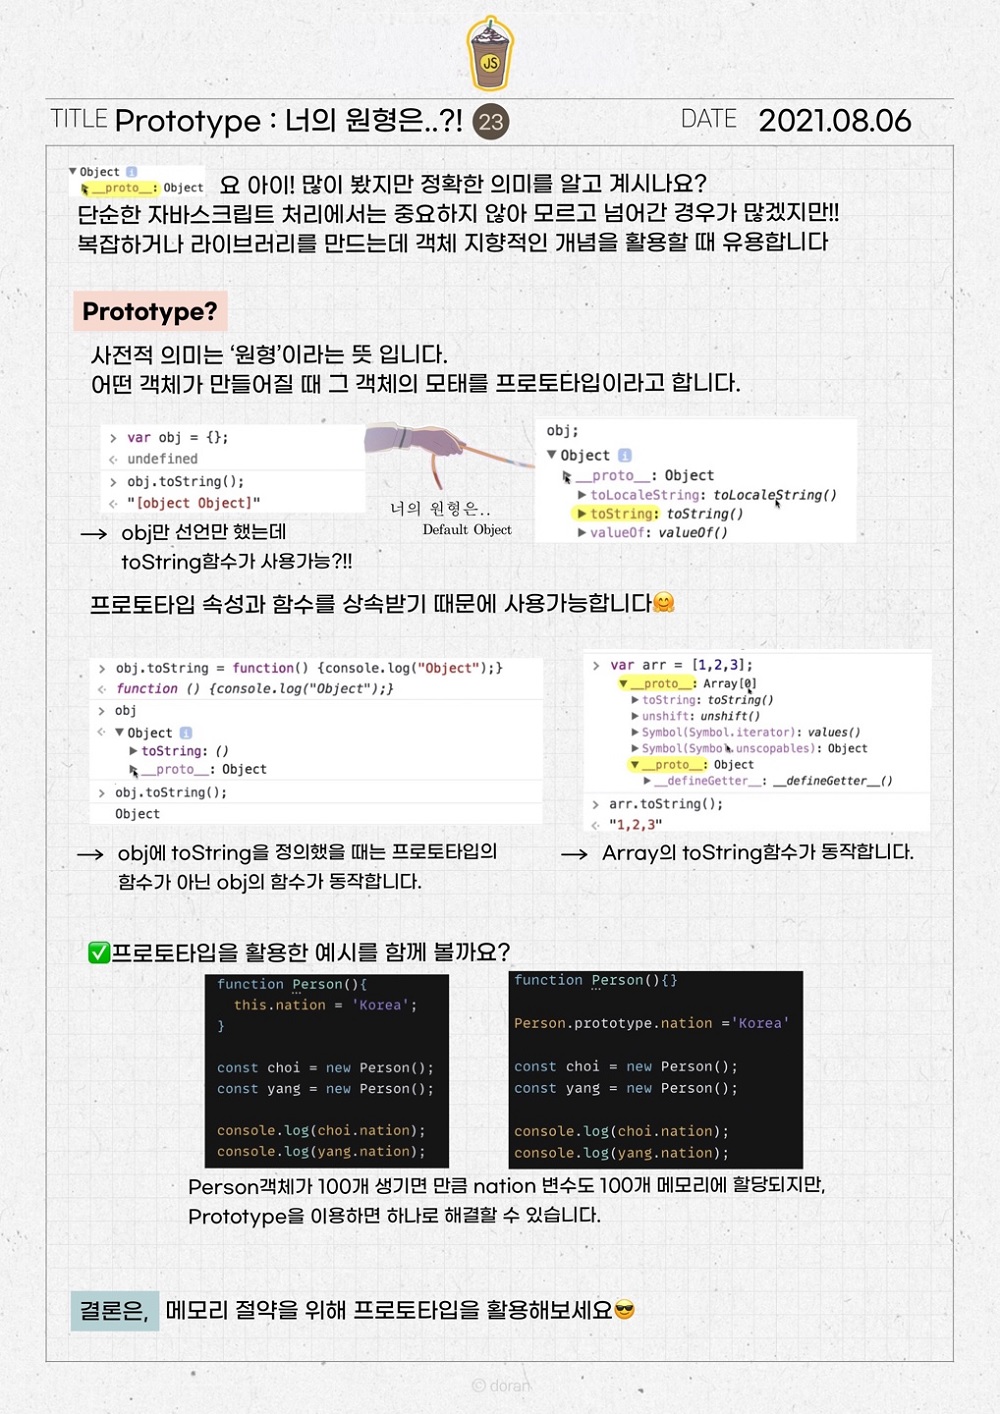 JS
TITLE Prototype : 너의 원형은..?! 23 DATE 2021.08.06
▼Object i
▶__proto__: Object 요 아이! 많이 봤지만 정확한 의미를 알고 계시나요?
단순한 자바스크립트 처리에서는 중요하지 않아 모르고 넘어간 경우가 많겠지만!!
복잡하거나 라이브러리를 만드는데 객체 지향적인 개념을 활용할 때 유용합니다
Prototype?
사전적 의미는 ‘원형’이라는 뜻 입니다.
어떤 객체가 만들어질 때 그 객체의 모태를 프로토타입이라고 합니다.
> var obj = {};
undefined
> obj.toString();
"[object Object]"
너의 원형은..
Default Object
obj;
▼Object i
▶__proto__: Object
▶toLocaleString: toLocaleString()
▶toString: toString()
▶valueOf: valueOf()
→ obj만 선언만 했는데
toString함수가 사용가능?!!
프로토타입 속성과 함수를 상속받기 때문에 사용가능합니다🤗
> obj.toString = function() {console.log("Object");}
function () {console.log("Object");}
> obj
▼Object i
▶toString: ()
▶__proto__: Object
> obj.toString();
Object
→ obj에 toString을 정의했을 때는 프로토타입의
함수가 아닌 obj의 함수가 동작합니다.
> var arr = [1,2,3];
▼__proto__: Array[0]
▶toString: toString()
▶unshift: unshift()
▶Symbol(Symbol.iterator): values()
▶Symbol(Symbol.unscopables): Object
▼__proto__: Object
▶__defineGetter__: __defineGetter__()
> arr.toString();
"1,2,3"
→ Array의 toString함수가 동작합니다.
✅프로토타입을 활용한 예시를 함께 볼까요?
function Person(){
this.nation = 'Korea';
}
const choi = new Person();
const yang = new Person();
console.log(choi.nation);
console.log(yang.nation);
function Person(){}
Person.prototype.nation ='Korea'
const choi = new Person();
const yang = new Person();
console.log(choi.nation);
console.log(yang.nation);
Person객체가 100개 생기면 만큼 nation 변수도 100개 메모리에 할당되지만,
Prototype을 이용하면 하나로 해결할 수 있습니다.
결론은, 메모리 절약을 위해 프로토타입을 활용해보세요😎
© doran